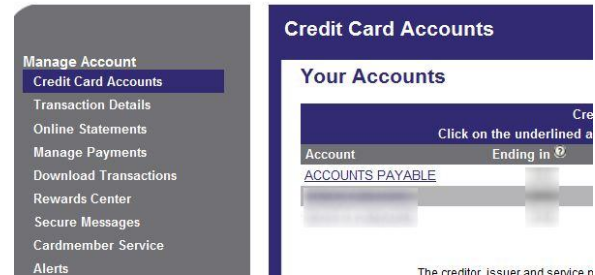 Manage Account
Credit Card Accounts
Transaction Details
Online Statements
Manage Payments
Download Transactions
Rewards Center
Secure Messages
Cardmember Service
Alerts
Credit Card Accounts
Your Accounts
Cre
Click on the underlined a
Account Ending in
ACCOUNTS PAYABLE
The creditor, issuer and service p